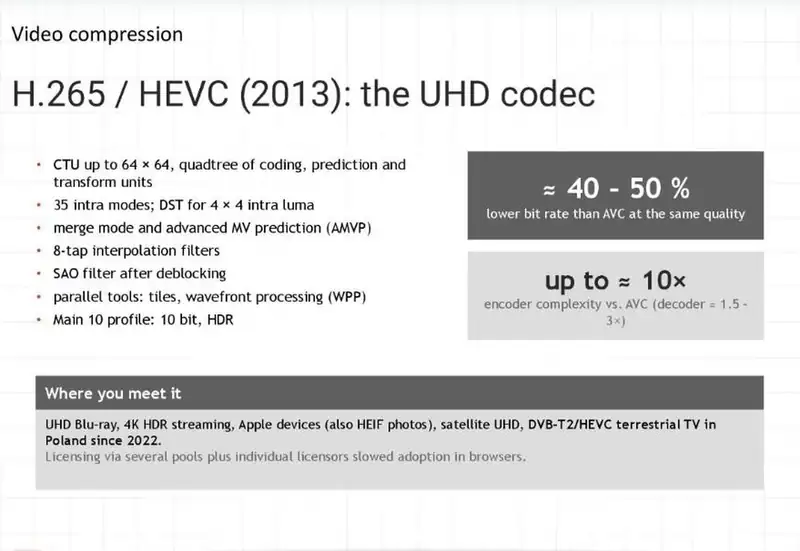 Video compression
H.265 / HEVC (2013): the UHD codec
• CTU up to 64 × 64, quadtree of coding, prediction and
transform units
• 35 intra modes; DST for 4 × 4 intra luma
• merge mode and advanced MV prediction (AMVP)
• 8-tap interpolation filters
• SAO filter after deblocking
• parallel tools: tiles, wavefront processing (WPP)
• Main 10 profile: 10 bit, HDR
≈ 40 - 50 %
lower bit rate than AVC at the same quality
up to ≈ 10×
encoder complexity vs. AVC (decoder ≈ 1.5 -
3×)
Where you meet it
UHD Blu-ray, 4K HDR streaming, Apple devices (also HEIF photos), satellite UHD, DVB-T2/HEVC terrestrial TV in
Poland since 2022.
Licensing via several pools plus individual licensors slowed adoption in browsers.